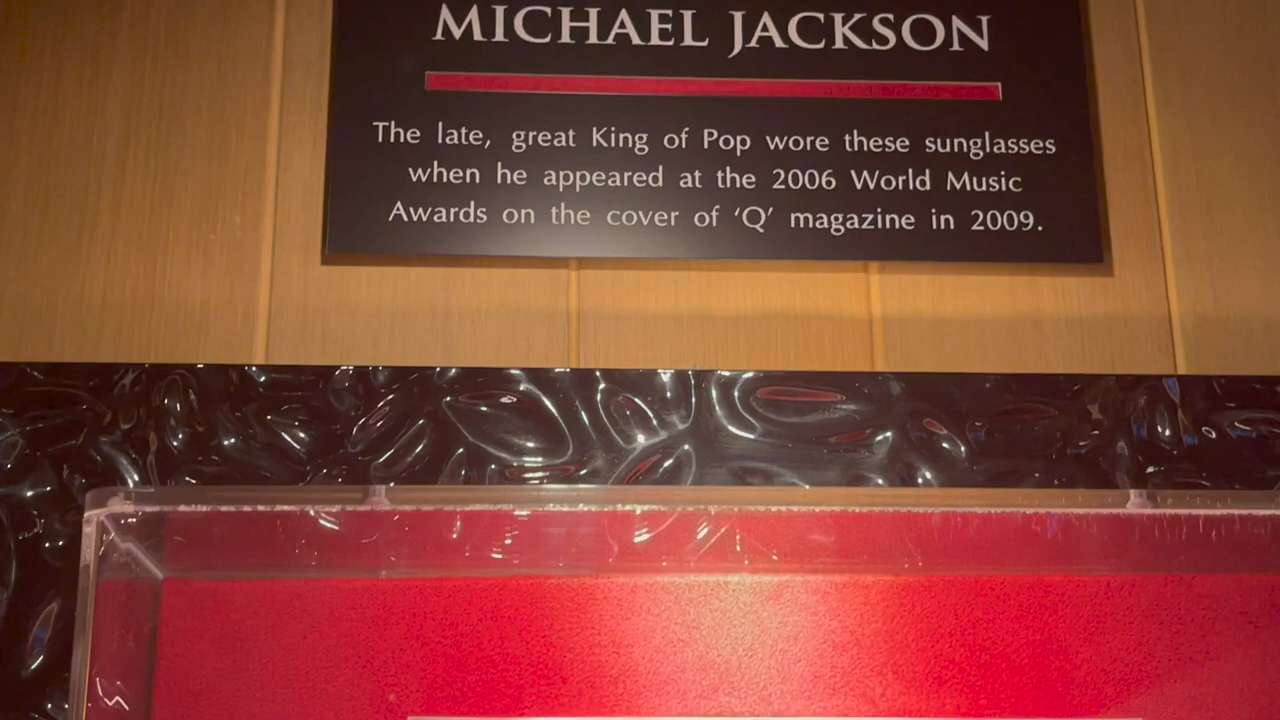 MICHAEL JACKSON
The late, great King of Pop wore these sunglasses
when he appeared at the 2006 World Music
Awards on the cover of ‘Q’ magazine in 2009.